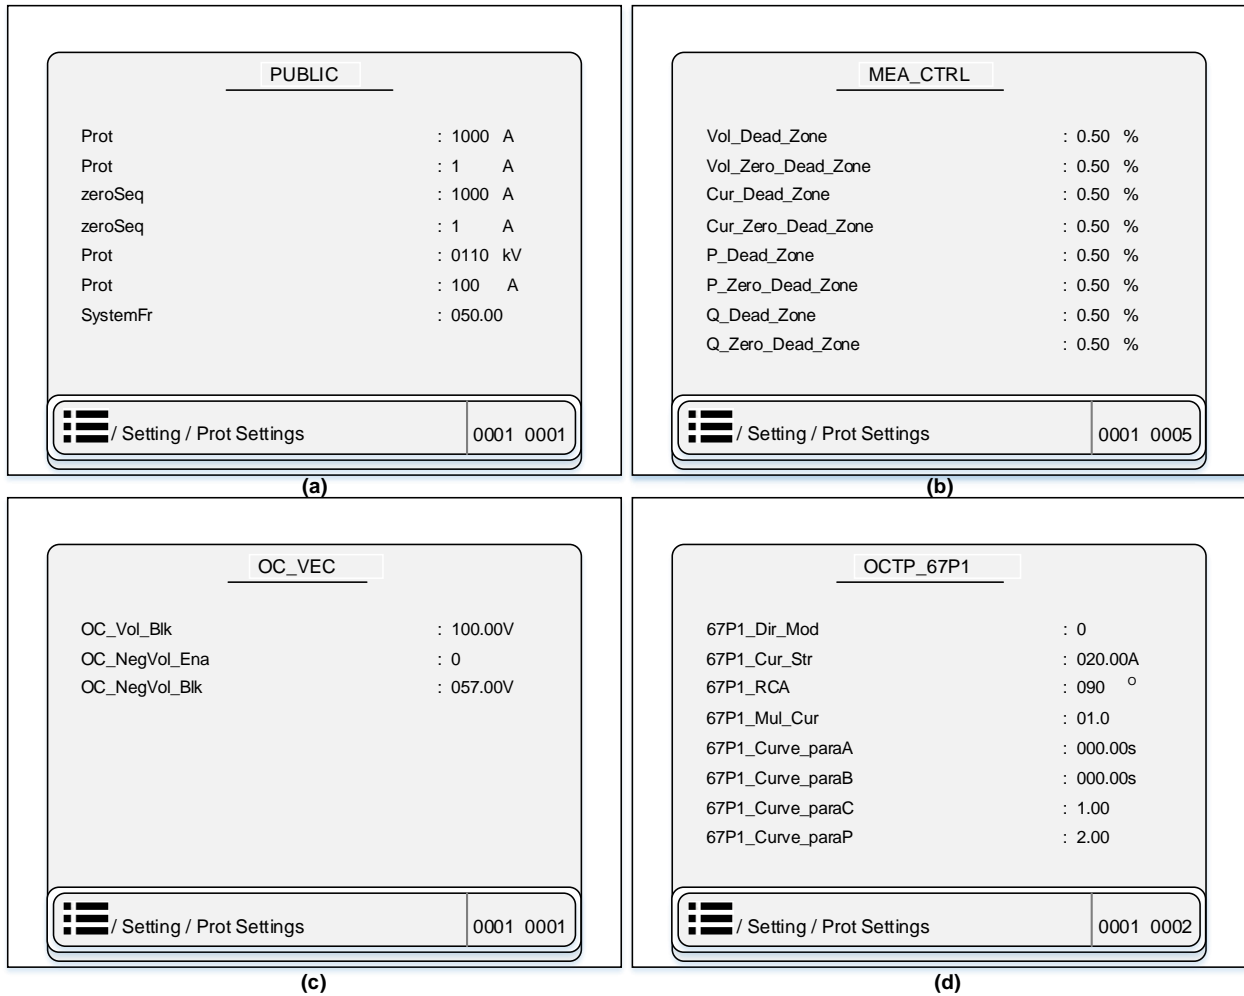 PUBLIC
Prot : 1000 A
Prot : 1 A
zeroSeq : 1000 A
zeroSeq : 1 A
Prot : 0110 kV
Prot : 100 A
SystemFr : 050.00
/ Setting / Prot Settings 0001 0001
(a)
MEA_CTRL
Vol_Dead_Zone : 0.50 %
Vol_Zero_Dead_Zone : 0.50 %
Cur_Dead_Zone : 0.50 %
Cur_Zero_Dead_Zone : 0.50 %
P_Dead_Zone : 0.50 %
P_Zero_Dead_Zone : 0.50 %
Q_Dead_Zone : 0.50 %
Q_Zero_Dead_Zone : 0.50 %
/ Setting / Prot Settings 0001 0005
(b)
OC_VEC
OC_Vol_Blk : 100.00V
OC_NegVol_Ena : 0
OC_NegVol_Blk : 057.00V
/ Setting / Prot Settings 0001 0001
(c)
OCTP_67P1
67P1_Dir_Mod : 0
67P1_Cur_Str : 020.00A
67P1_RCA : 090 O
67P1_Mul_Cur : 01.0
67P1_Curve_paraA : 000.00s
67P1_Curve_paraB : 000.00s
67P1_Curve_paraC : 1.00
67P1_Curve_paraP : 2.00
/ Setting / Prot Settings 0001 0002
(d)